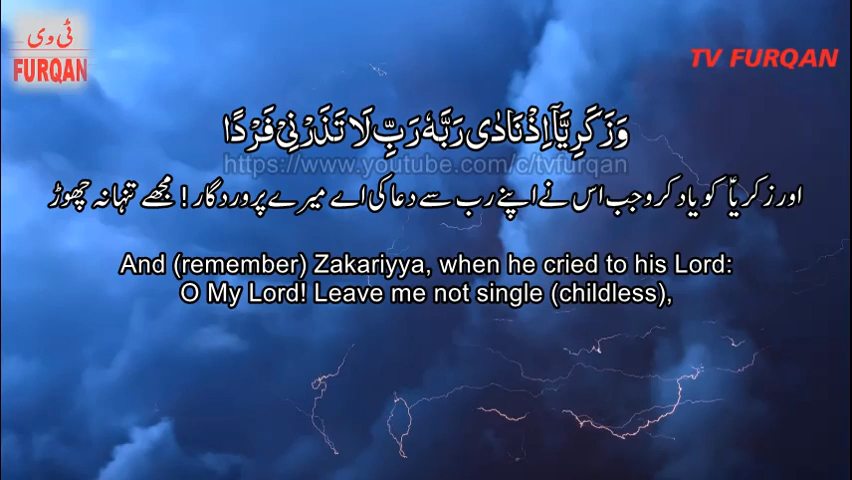 ٹی وی
FURQAN
TV FURQAN
وَزَكَرِيَّآ اِذْ نَادٰى رَبَّهٗ رَبِّ لَا تَذَرْنِىْ فَرْدًا
https://www.youtube.com/c/tvfurqan
اور زکریاؑ کو یاد کرو جب اس نے اپنے رب سے دعا کی اے میرے پروردگار! مجھے تنہا نہ چھوڑ
And (remember) Zakariyya, when he cried to his Lord:
O My Lord! Leave me not single (childless),